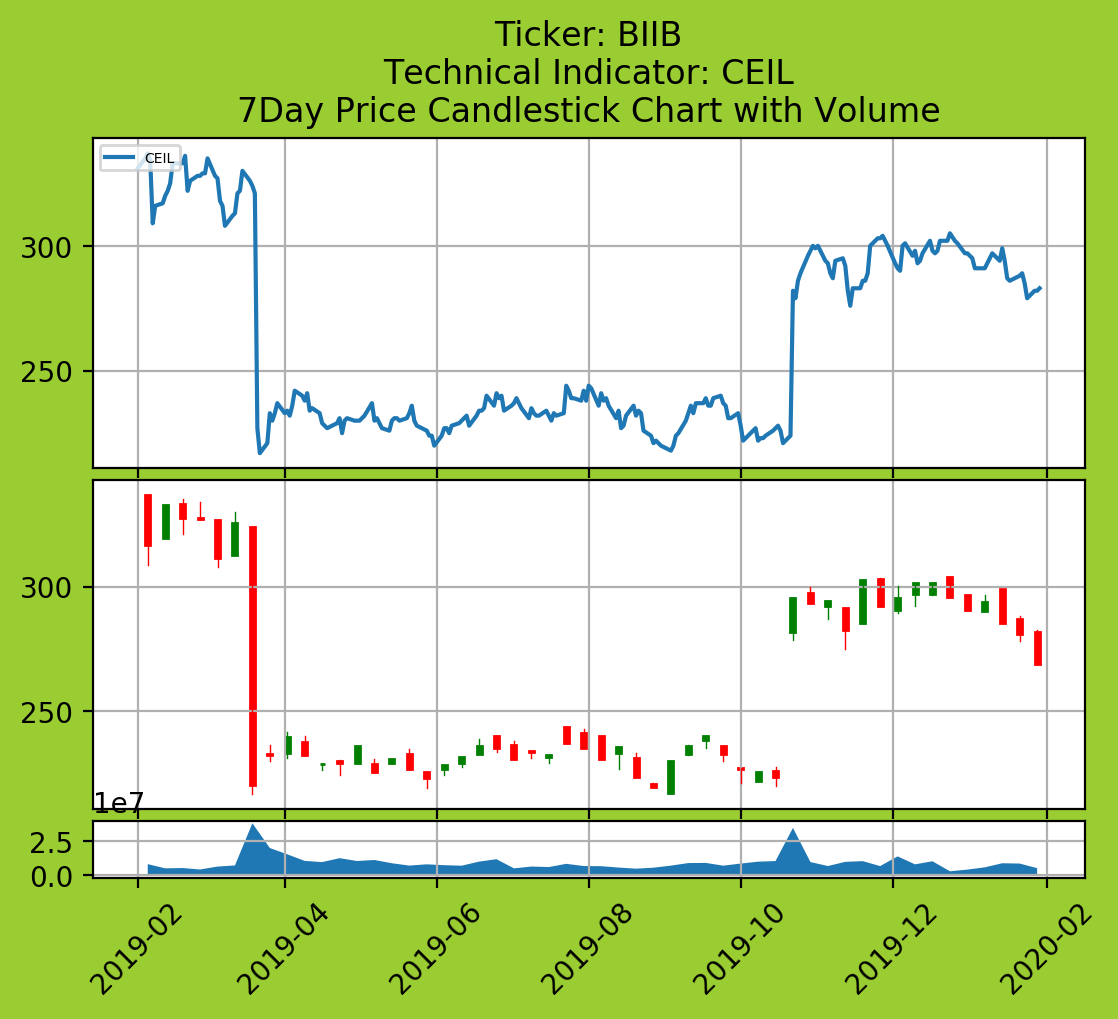 Ticker: BIIB
Technical Indicator: CEIL
7Day Price Candlestick Chart with Volume
CEIL
300
250
300
250
1e7
2.5
0.0
2019-02
2019-04
2019-06
2019-08
2019-10
2019-12
2020-02